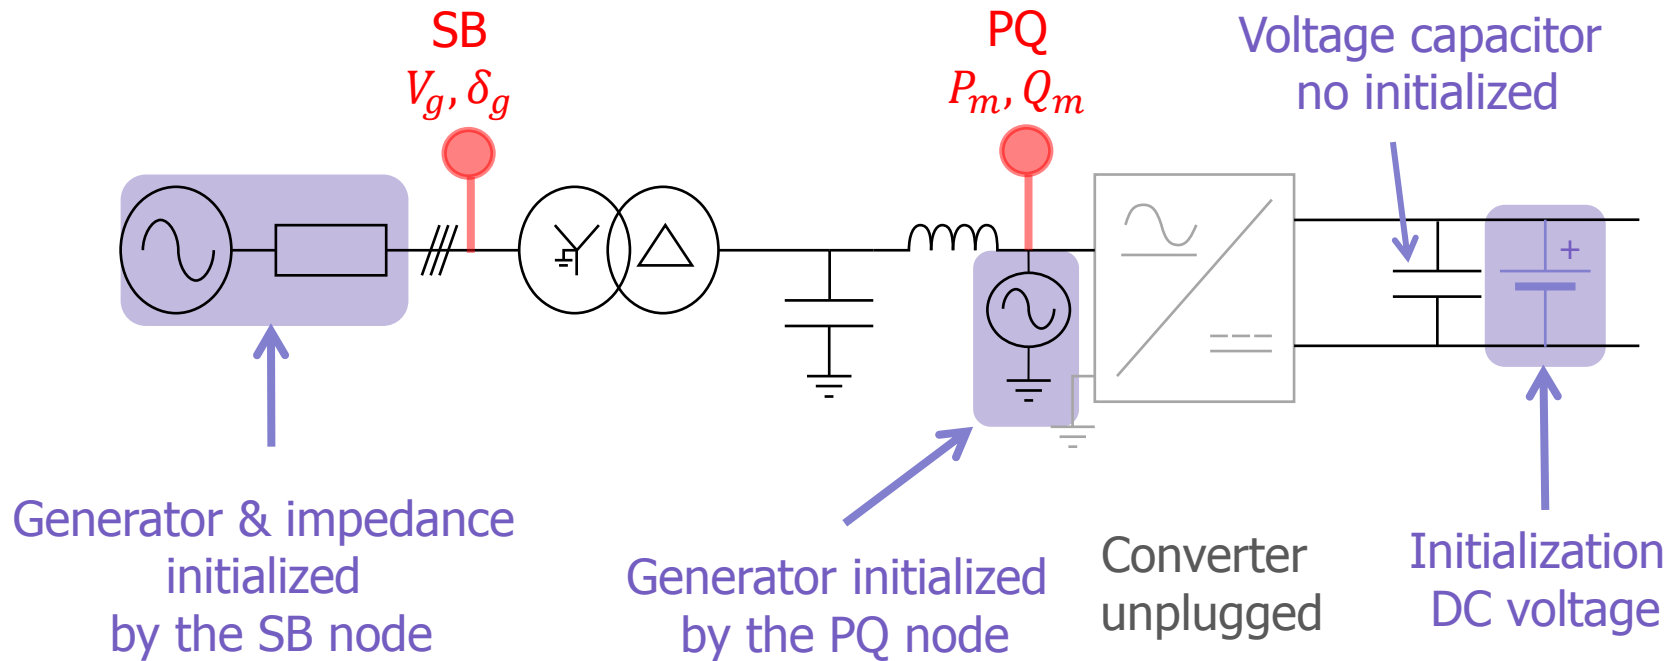 SB
V_g, δ_g
PQ
P_m, Q_m
Voltage capacitor
no initialized
+
Generator & impedance
initialized
by the SB node
Generator initialized
by the PQ node
Converter
unplugged
Initialization
DC voltage